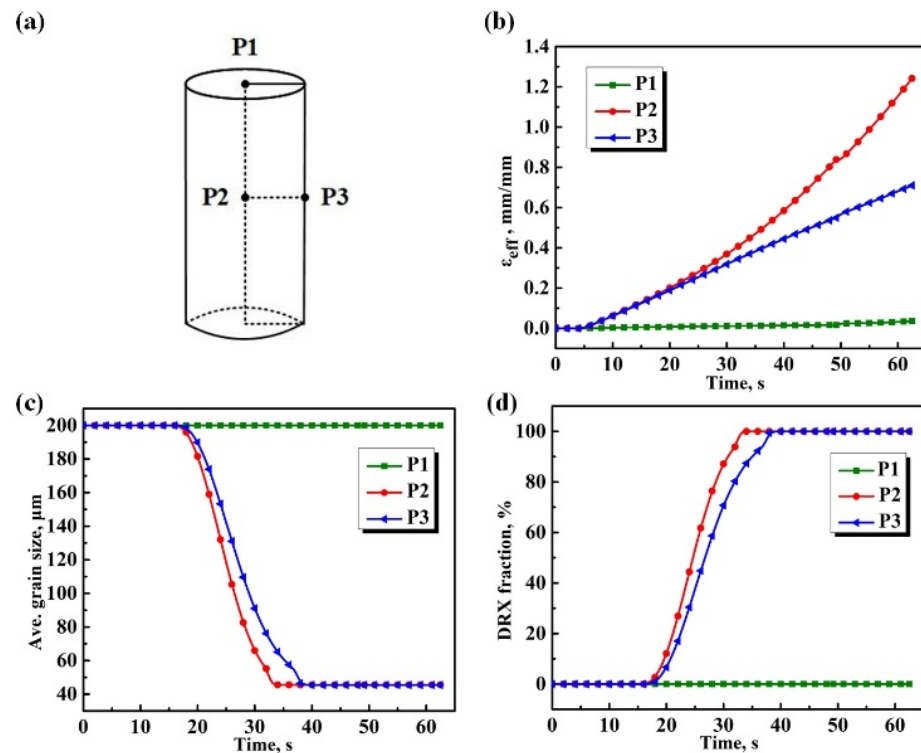 (a)
P1
P2
P3
(b)
1.4
1.2
1.0
0.8
0.6
0.4
0.2
0.0
ε_eff , mm/mm
P1
P2
P3
0 10 20 30 40 50 60
Time, s
(c)
200
180
160
140
120
100
80
60
40
Ave. grain size, μm
P1
P2
P3
0 10 20 30 40 50 60
Time, s
(d)
100
80
60
40
20
0
DRX fraction, %
P1
P2
P3
0 10 20 30 40 50 60
Time, s